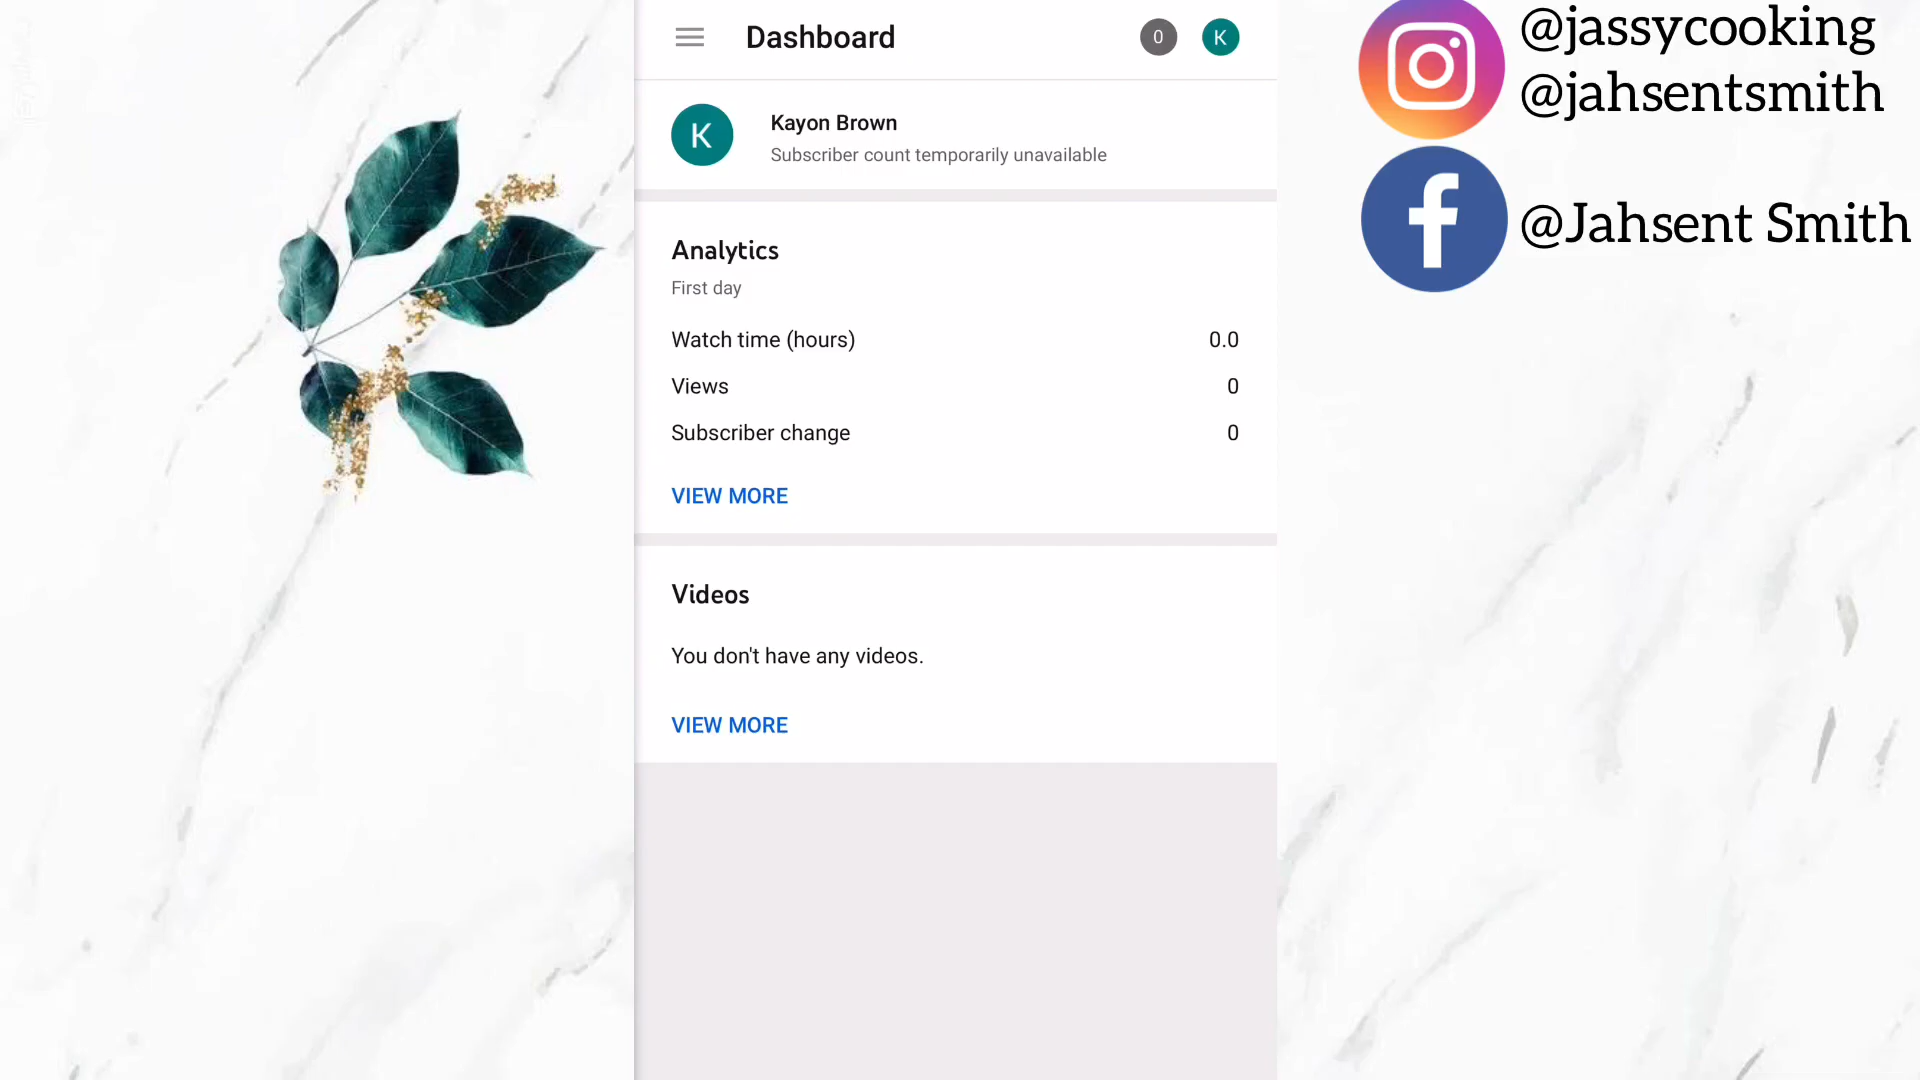 Dashboard
0
K
K
Kayon Brown
Subscriber count temporarily unavailable
Analytics
First day
Watch time (hours) 0.0
Views 0
Subscriber change 0
VIEW MORE
Videos
You don't have any videos.
VIEW MORE
@jassycooking
@jahsentsmith
@Jahsent Smith